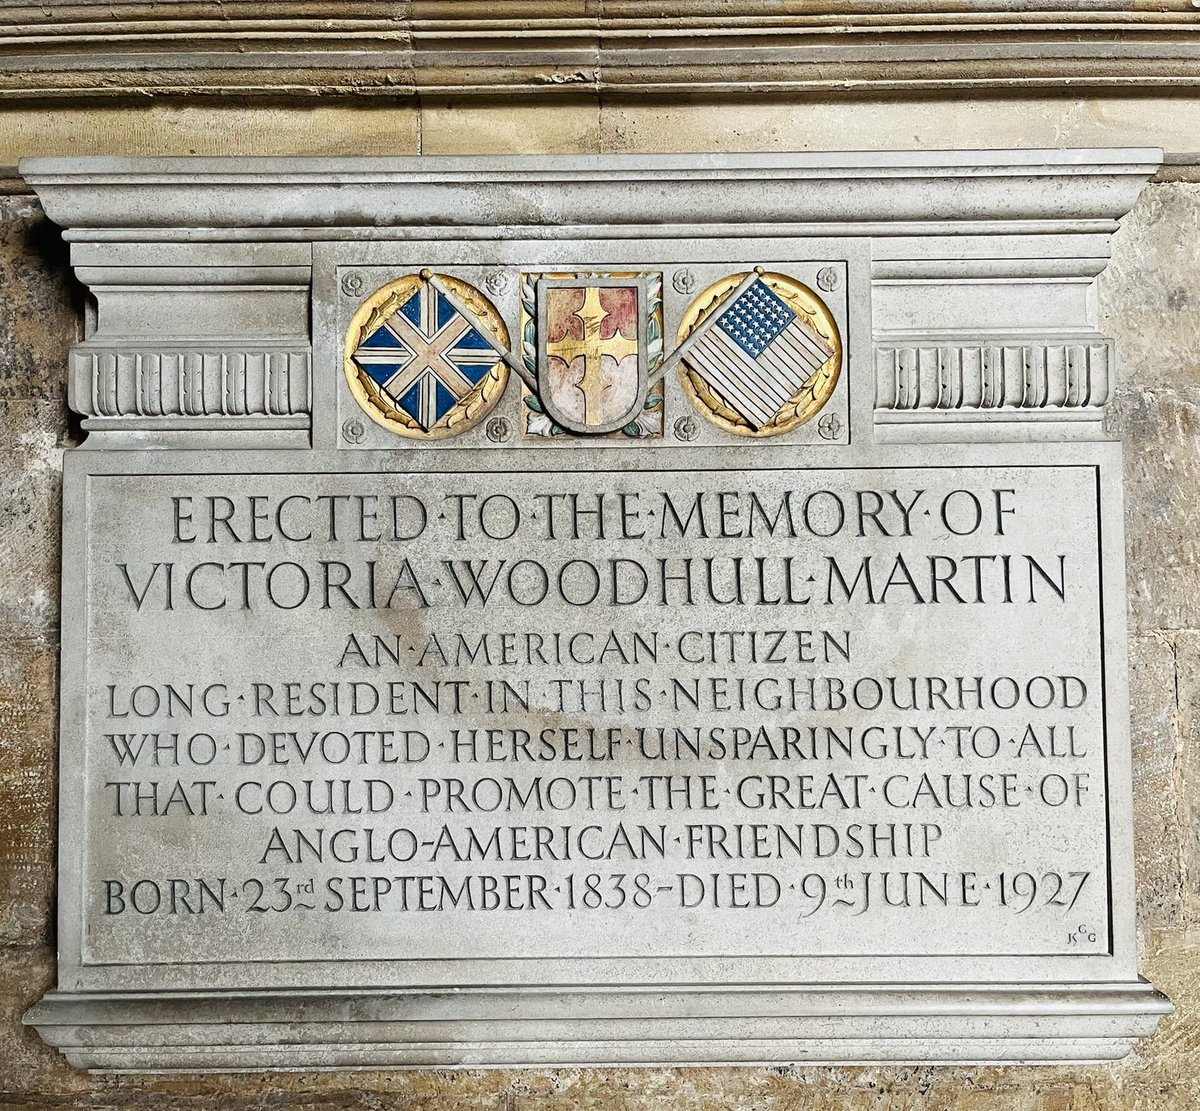 ERECTED·TO·THE·MEMORY·OF
VICTORIA·WOODHULL·MARTIN
AN·AMERICAN·CITIZEN
LONG·RESIDENT·IN·THIS·NEIGHBOURHOOD
WHO·DEVOTED·HERSELF·UNSPARINGLY·TO·ALL
THAT·COULD·PROMOTE·THE·GREAT·CAUSE·OF
ANGLO-AMERICAN·FRIENDSHIP
BORN·23rd SEPTEMBER·1838-DIED·9th JUNE·1927
JCGG